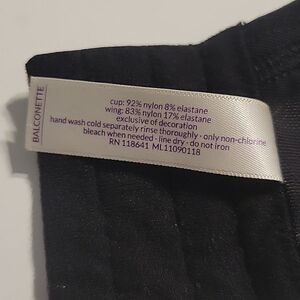 BALCONETTE
cup: 92% nylon 8% elastane
wing: 83% nylon 17% elastane
exclusive of decoration
hand wash cold separately rinse thoroughly - only non-chlorine
bleach when needed - line dry - do not iron
RN 118641 ML11090118